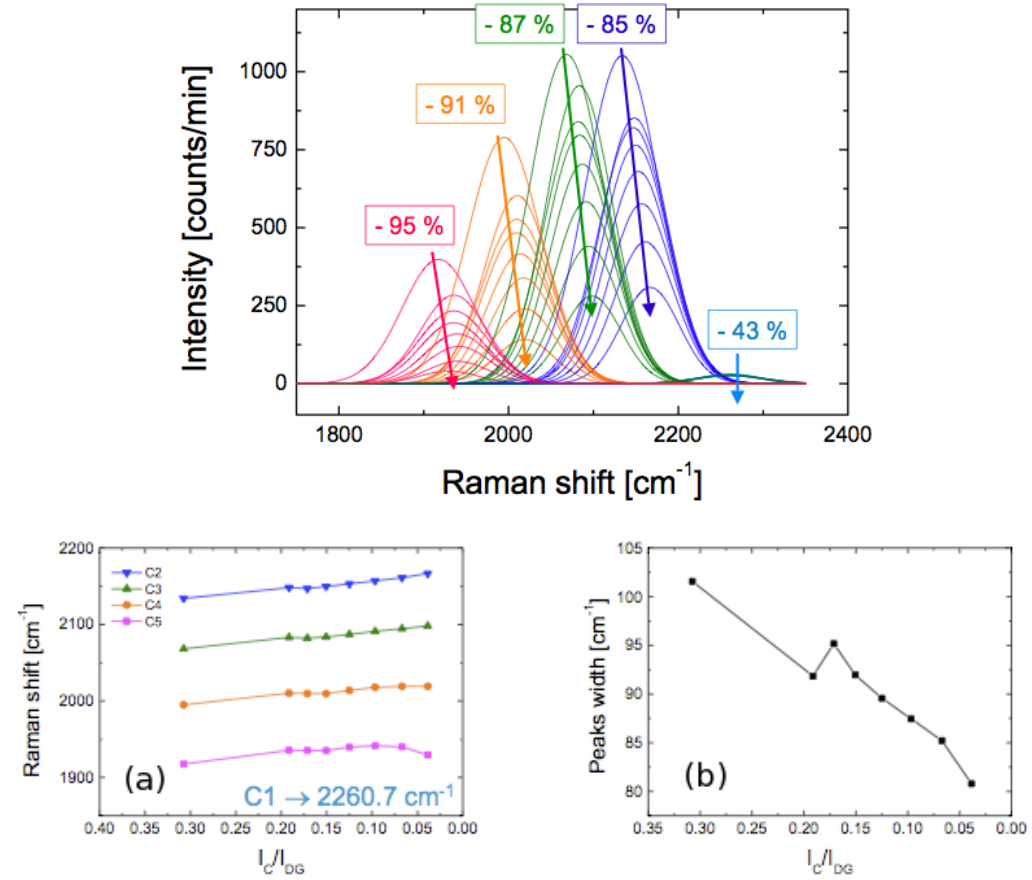 - 87 %
- 85 %
- 91 %
- 95 %
- 43 %
Intensity [counts/min]
1000
750
500
250
0
1800
2000
2200
2400
Raman shift [cm-1]
2200
2100
2000
1900
Raman shift [cm-1]
C2
C3
C4
C5
(a)
C1 → 2260.7 cm-1
0.40
0.35
0.30
0.25
0.20
0.15
0.10
0.05
0.00
IC/IDG
105
100
95
90
85
80
Peaks width [cm-1]
(b)
0.35
0.30
0.25
0.20
0.15
0.10
0.05
0.00
IC/IDG